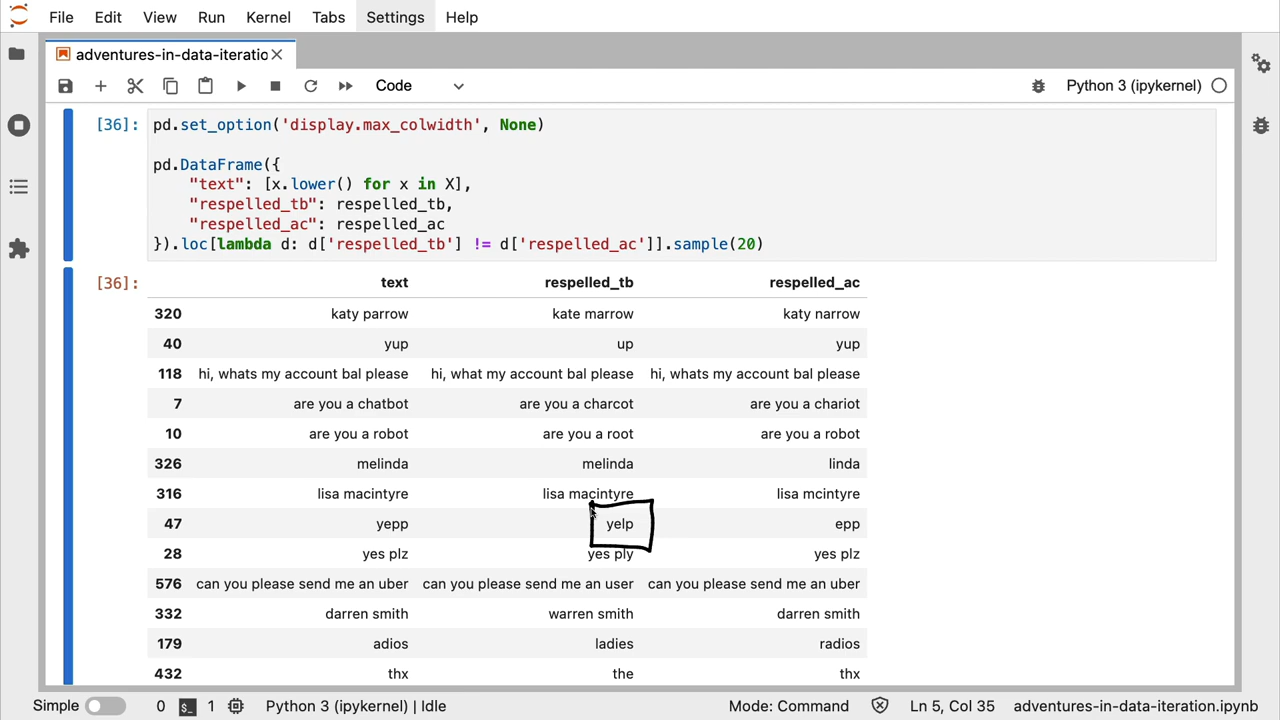 File Edit View Run Kernel Tabs Settings Help
adventures-in-data-iteratio
Code Python 3 (ipykernel)
[36]: pd.set_option('display.max_colwidth', None)
pd.DataFrame({
"text": [x.lower() for x in X],
"respelled_tb": respelled_tb,
"respelled_ac": respelled_ac
}).loc[lambda d: d['respelled_tb'] != d['respelled_ac']].sample(20)
[36]: text respelled_tb respelled_ac
320 katy parrow kate marrow katy narrow
40 yup up yup
118 hi, whats my account bal please hi, what my account bal please hi, whats my account bal please
7 are you a chatbot are you a charcot are you a chariot
10 are you a robot are you a root are you a robot
326 melinda melinda linda
316 lisa macintyre lisa macintyre lisa mcintyre
47 yepp yelp epp
28 yes plz yes ply yes plz
576 can you please send me an uber can you please send me an user can you please send me an uber
332 darren smith warren smith darren smith
179 adios ladies radios
432 thx the thx
Simple 0 $_ 1 Python 3 (ipykernel) | Idle Mode: Command Ln 5, Col 35 adventures-in-data-iteration.ipynb